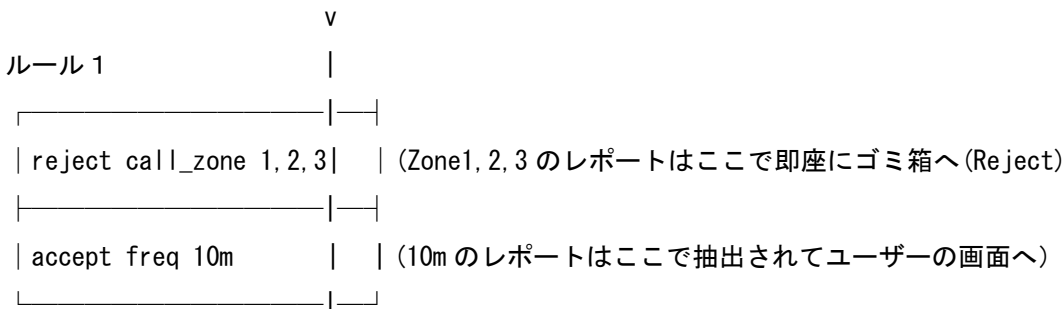 v
ルール１ |
┌──────────────|──┤
│reject call_zone 1,2,3| │(Zone1,2,3 のレポートはここで即座にゴミ箱へ(Reject)
├──────────────|──┤
│accept freq 10m | │(10m のレポートはここで抽出されてユーザーの画面へ)
└──────────────|──┘